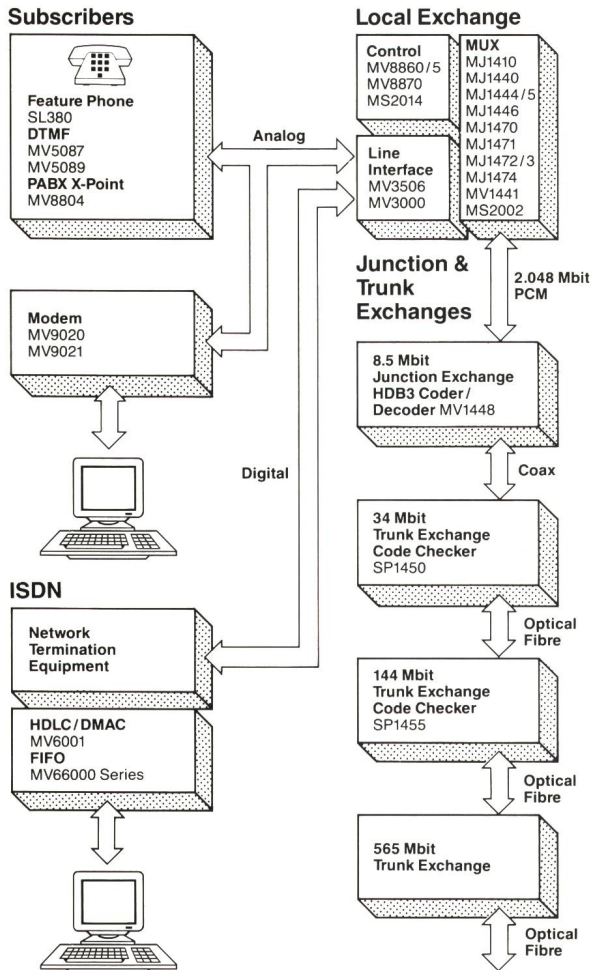 Subscribers
Feature Phone
SL380
DTMF
MV5087
MV5089
PABX X-Point
MV8804
Modem
MV9020
MV9021
ISDN
Network
Termination
Equipment
HDLC/DMAC
MV6001
FIFO
MV66000 Series
Analog
Digital
Local Exchange
Control
MV8860/5
MV8870
MS2014
Line
Interface
MV3506
MV3000
MUX
MJ1410
MJ1440
MJ1444/5
MJ1446
MJ1470
MJ1471
MJ1472/3
MJ1474
MV1441
MS2002
Junction &
Trunk
Exchanges
2.048 Mbit
PCM
8.5 Mbit
Junction Exchange
HDB3 Coder/
Decoder MV1448
Coax
34 Mbit
Trunk Exchange
Code Checker
SP1450
Optical
Fibre
144 Mbit
Trunk Exchange
Code Checker
SP1455
Optical
Fibre
565 Mbit
Trunk Exchange
Optical
Fibre